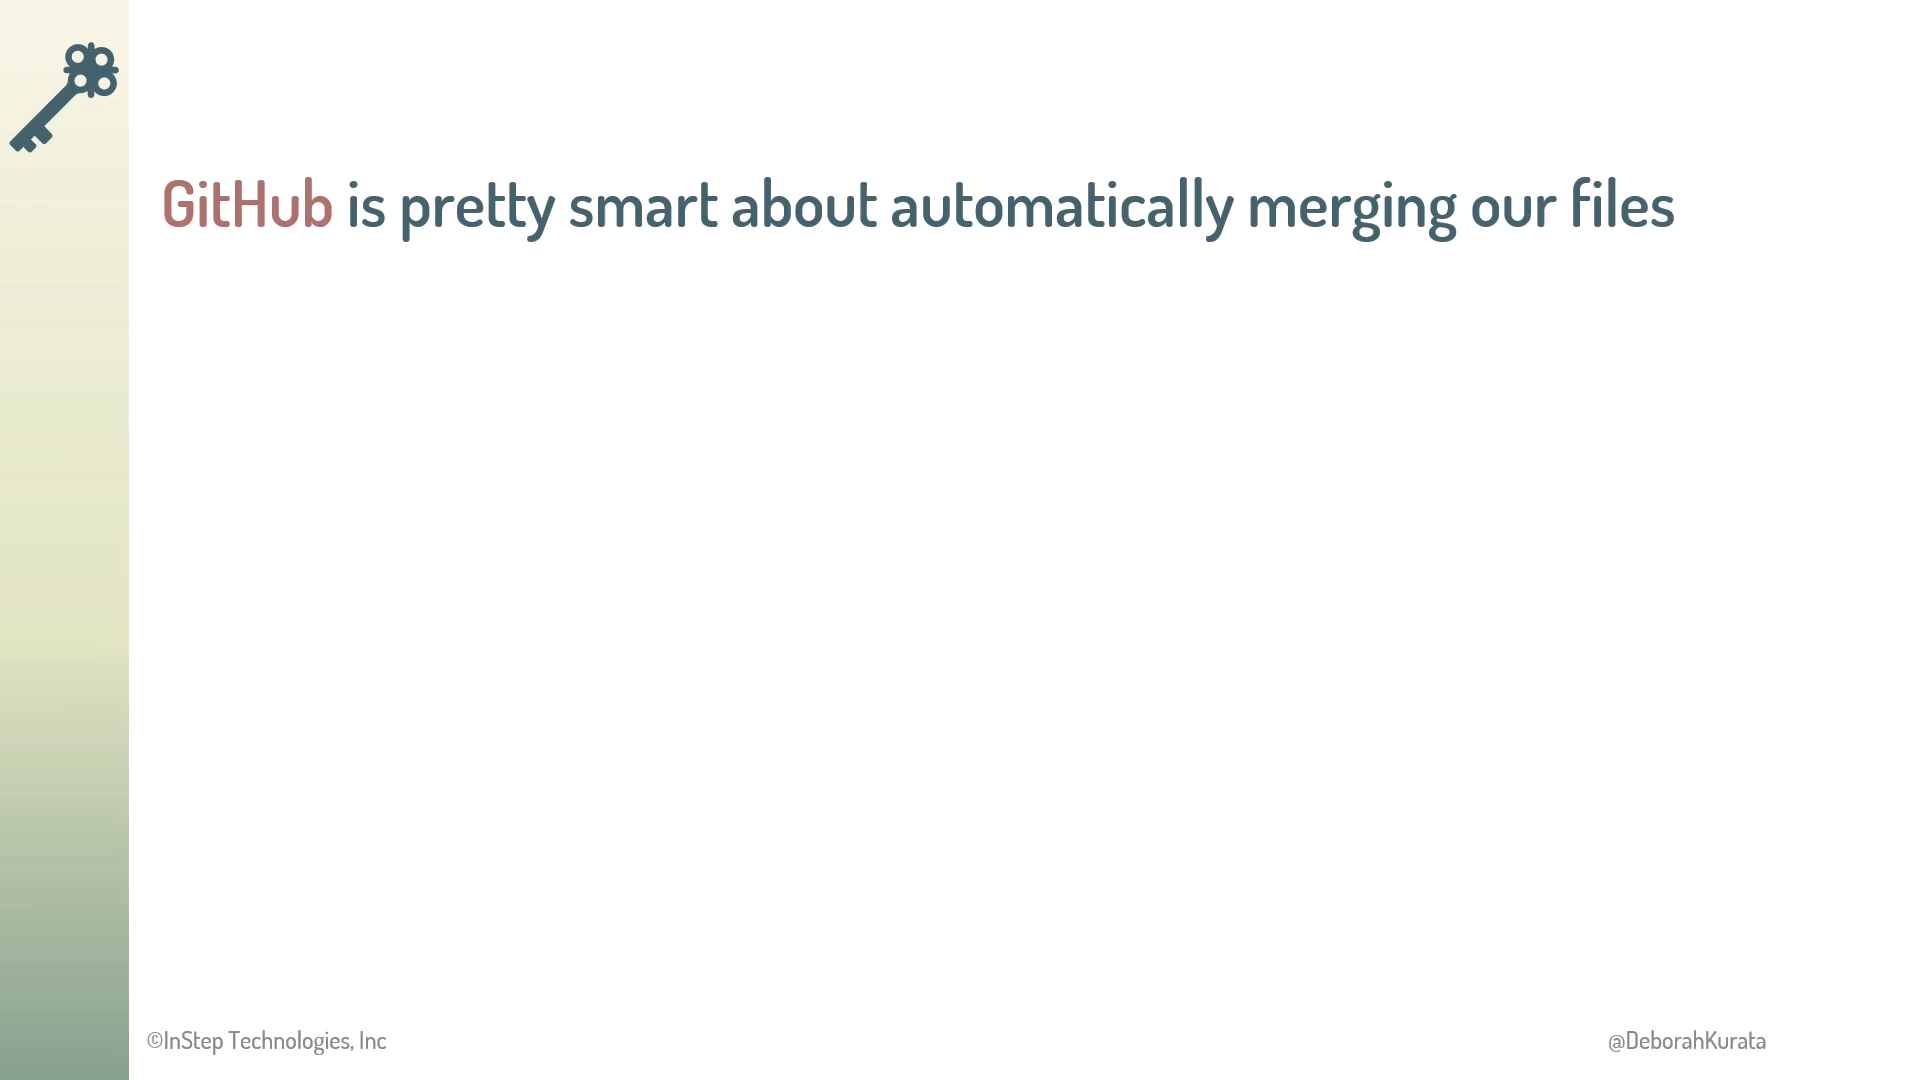 GitHub is pretty smart about automatically merging our files
©InStep Technologies, Inc
@DeborahKurata